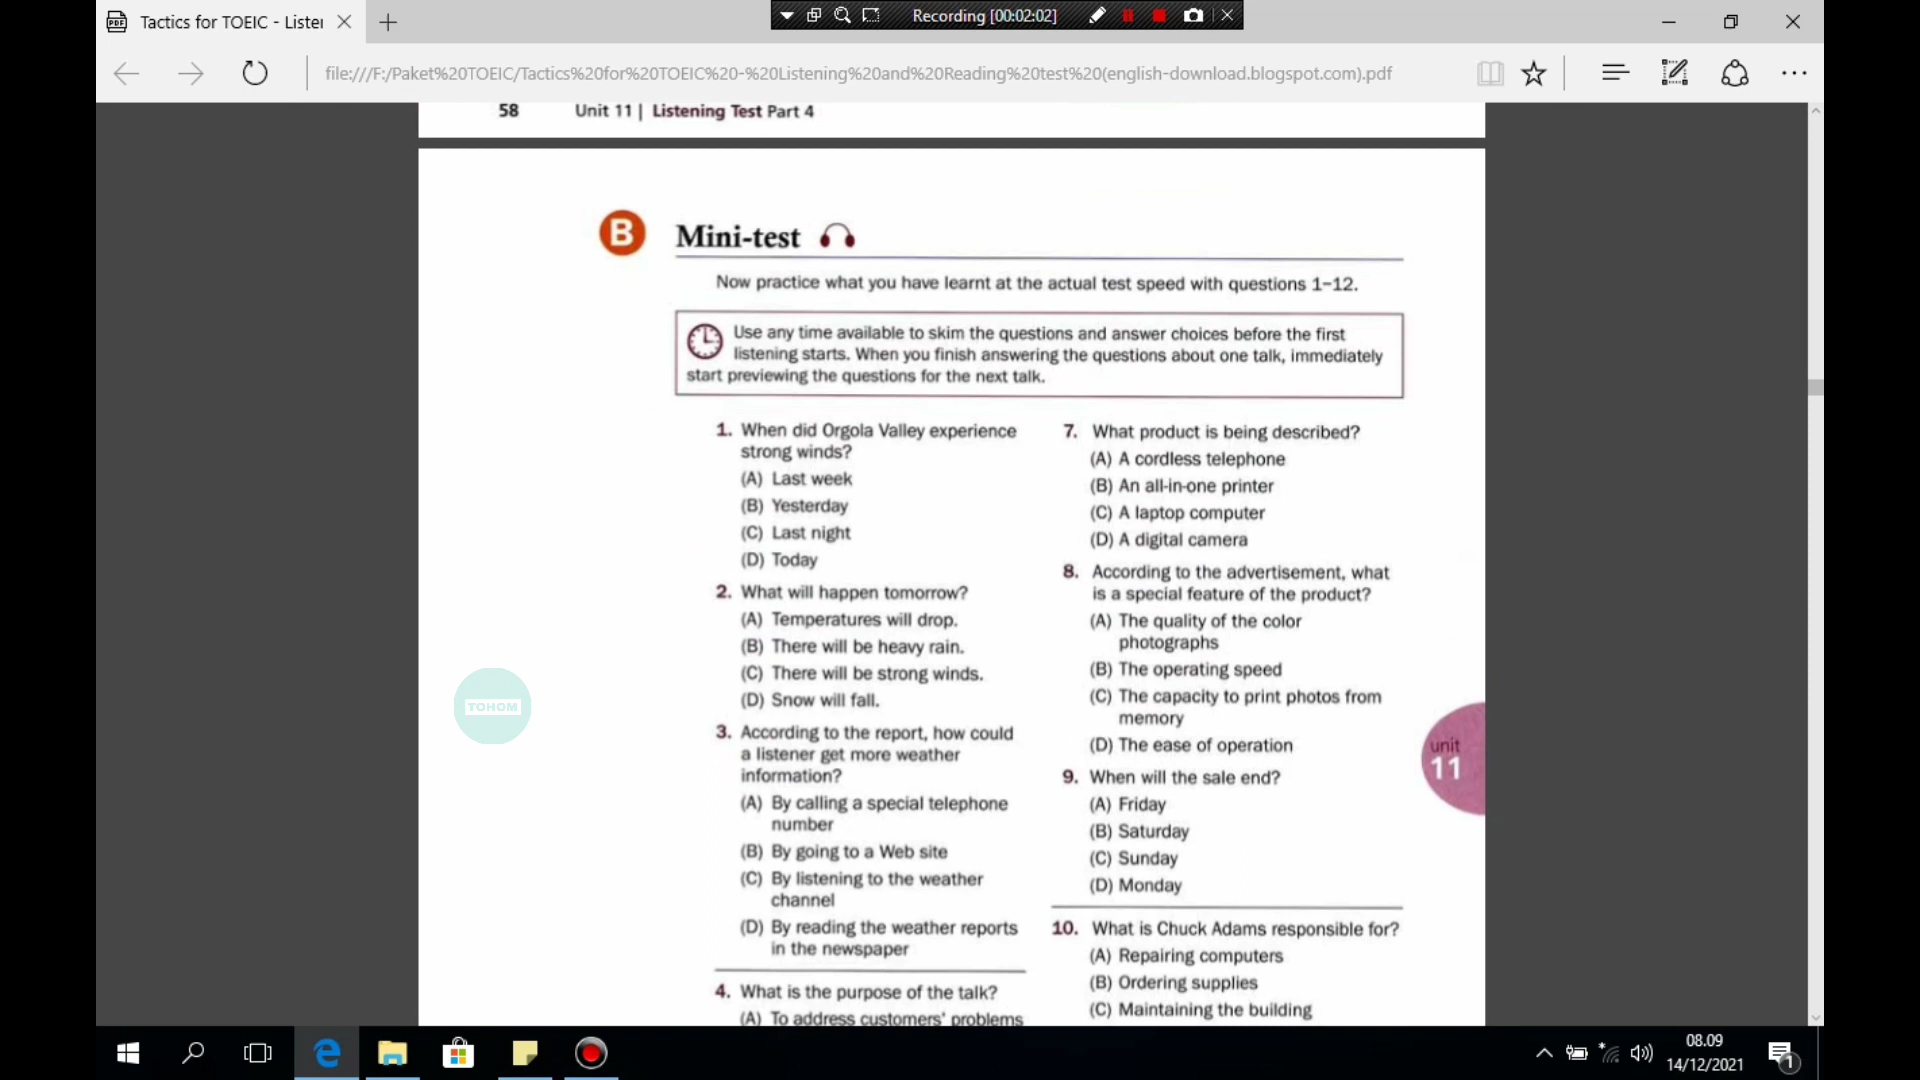 Tactics for TOEIC - Lister
Recording [00:02:02]
file:///F:/Paket%20TOEIC/Tactics%20for%20TOEIC%20-%20Listening%20and%20Reading%20test%20(english-download.blogspot.com).pdf
58 Unit 11 | Listening Test Part 4
B Mini-test
Now practice what you have learnt at the actual test speed with questions 1–12.
Use any time available to skim the questions and answer choices before the first
listening starts. When you finish answering the questions about one talk, immediately
start previewing the questions for the next talk.
1. When did Orgola Valley experience
strong winds?
(A) Last week
(B) Yesterday
(C) Last night
(D) Today
2. What will happen tomorrow?
(A) Temperatures will drop.
(B) There will be heavy rain.
(C) There will be strong winds.
(D) Snow will fall.
3. According to the report, how could
a listener get more weather
information?
(A) By calling a special telephone
number
(B) By going to a Web site
(C) By listening to the weather
channel
(D) By reading the weather reports
in the newspaper
4. What is the purpose of the talk?
(A) To address customers' problems
7. What product is being described?
(A) A cordless telephone
(B) An all-in-one printer
(C) A laptop computer
(D) A digital camera
8. According to the advertisement, what
is a special feature of the product?
(A) The quality of the color
photographs
(B) The operating speed
(C) The capacity to print photos from
memory
(D) The ease of operation
9. When will the sale end?
(A) Friday
(B) Saturday
(C) Sunday
(D) Monday
10. What is Chuck Adams responsible for?
(A) Repairing computers
(B) Ordering supplies
(C) Maintaining the building
unit
11
TOHOM
08.09
14/12/2021
1